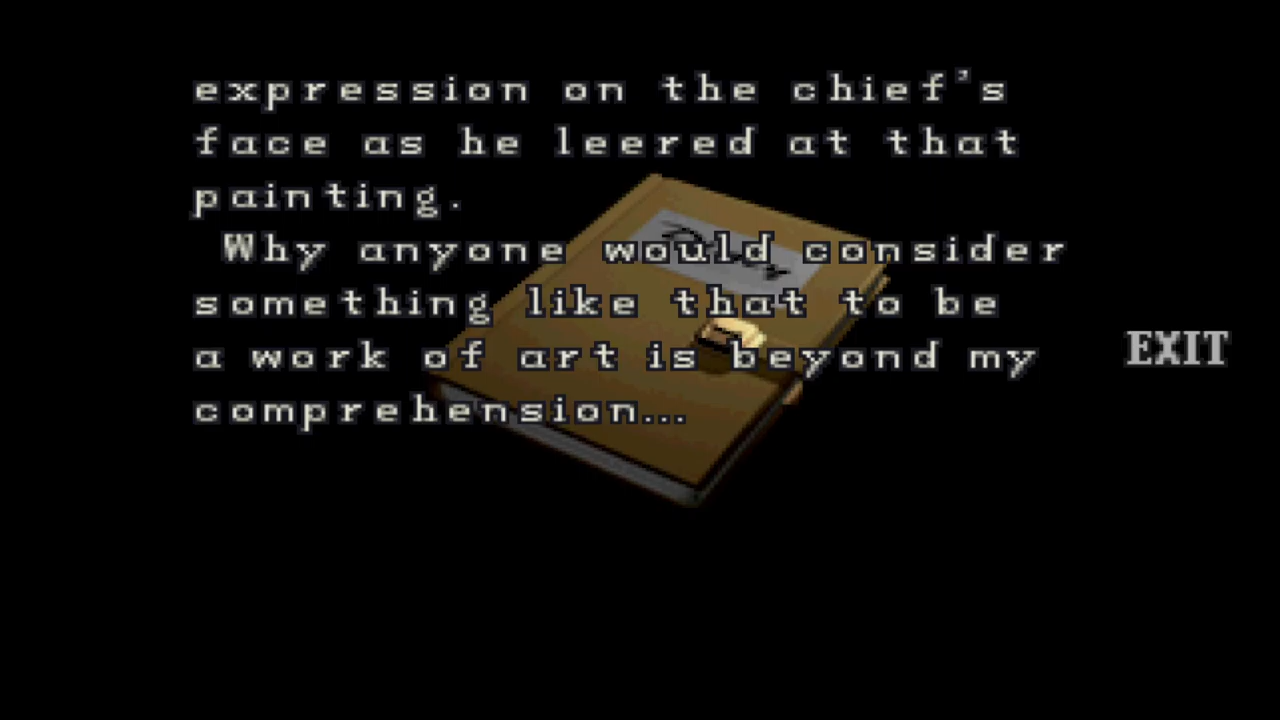 expression on the chief's
face as he leered at that
painting.
Why anyone would consider
something like that to be
a work of art is beyond my
comprehension...
EXIT
Diary